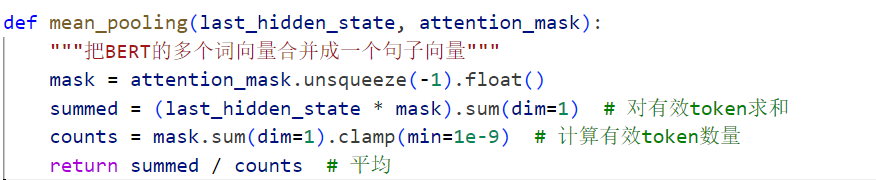 def mean_pooling(last_hidden_state, attention_mask):
    """把BERT的多个词向量合并成一个句子向量"""
    mask = attention_mask.unsqueeze(-1).float()
    summed = (last_hidden_state * mask).sum(dim=1)  # 对有效token求和
    counts = mask.sum(dim=1).clamp(min=1e-9)  # 计算有效token数量
    return summed / counts  # 平均